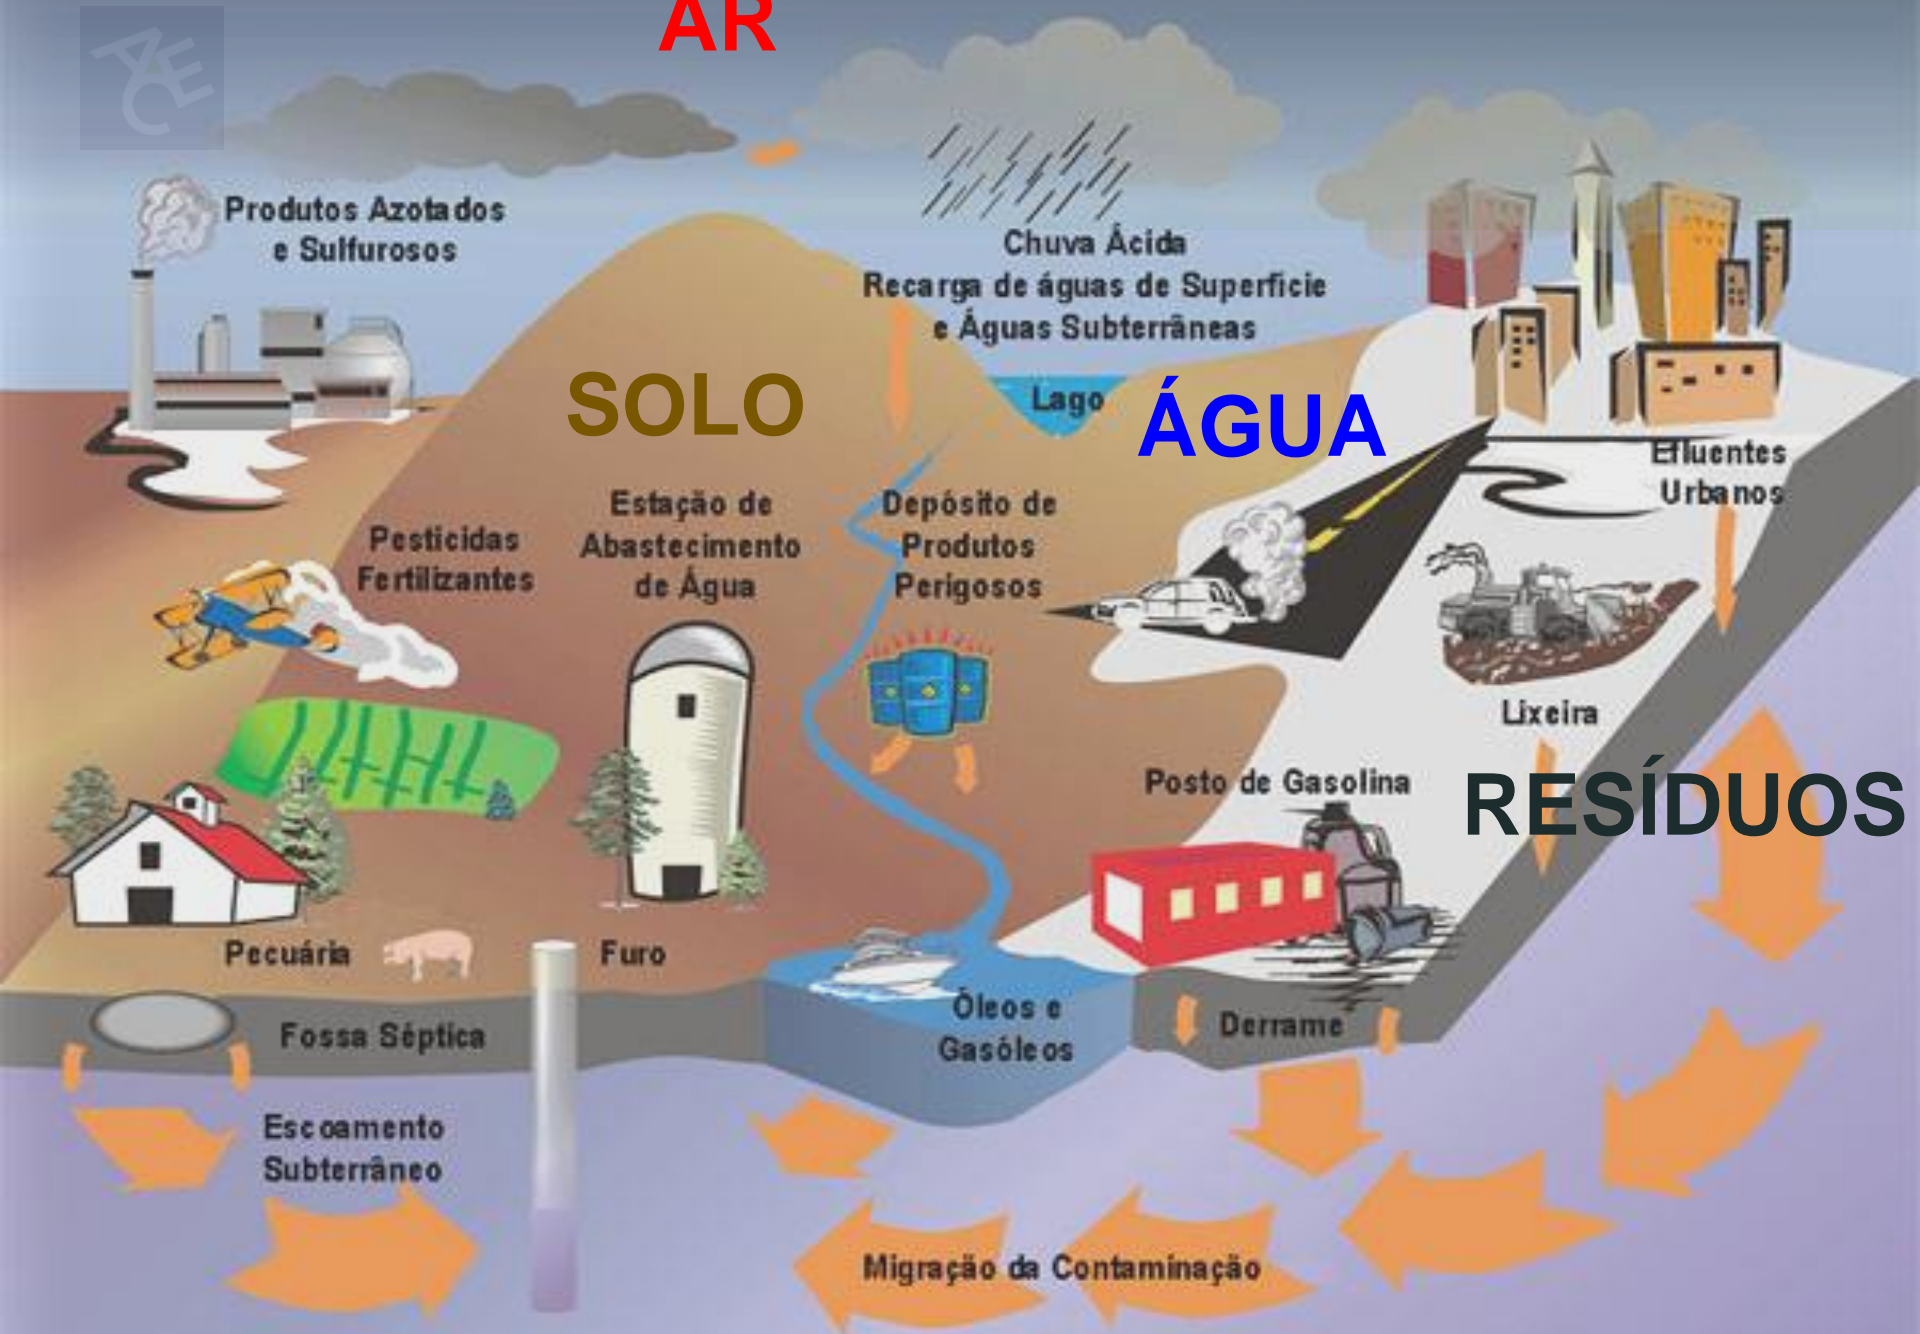 AR
AEC
Produtos Azotados
e Sulfurosos
Chuva Ácida
Recarga de águas de Superficie
e Águas Subterrâneas
SOLO
Lago
ÁGUA
Efluentes
Urbanos
Estação de
Abastecimento
de Água
Depósito de
Produtos
Perigosos
Pesticidas
Fertilizantes
Lixeira
Posto de Gasolina
RESÍDUOS
Pecuária
Furo
Óleos e
Gasóleos
Derrame
Fossa Séptica
Escoamento
Subterrâneo
Migração da Contaminação